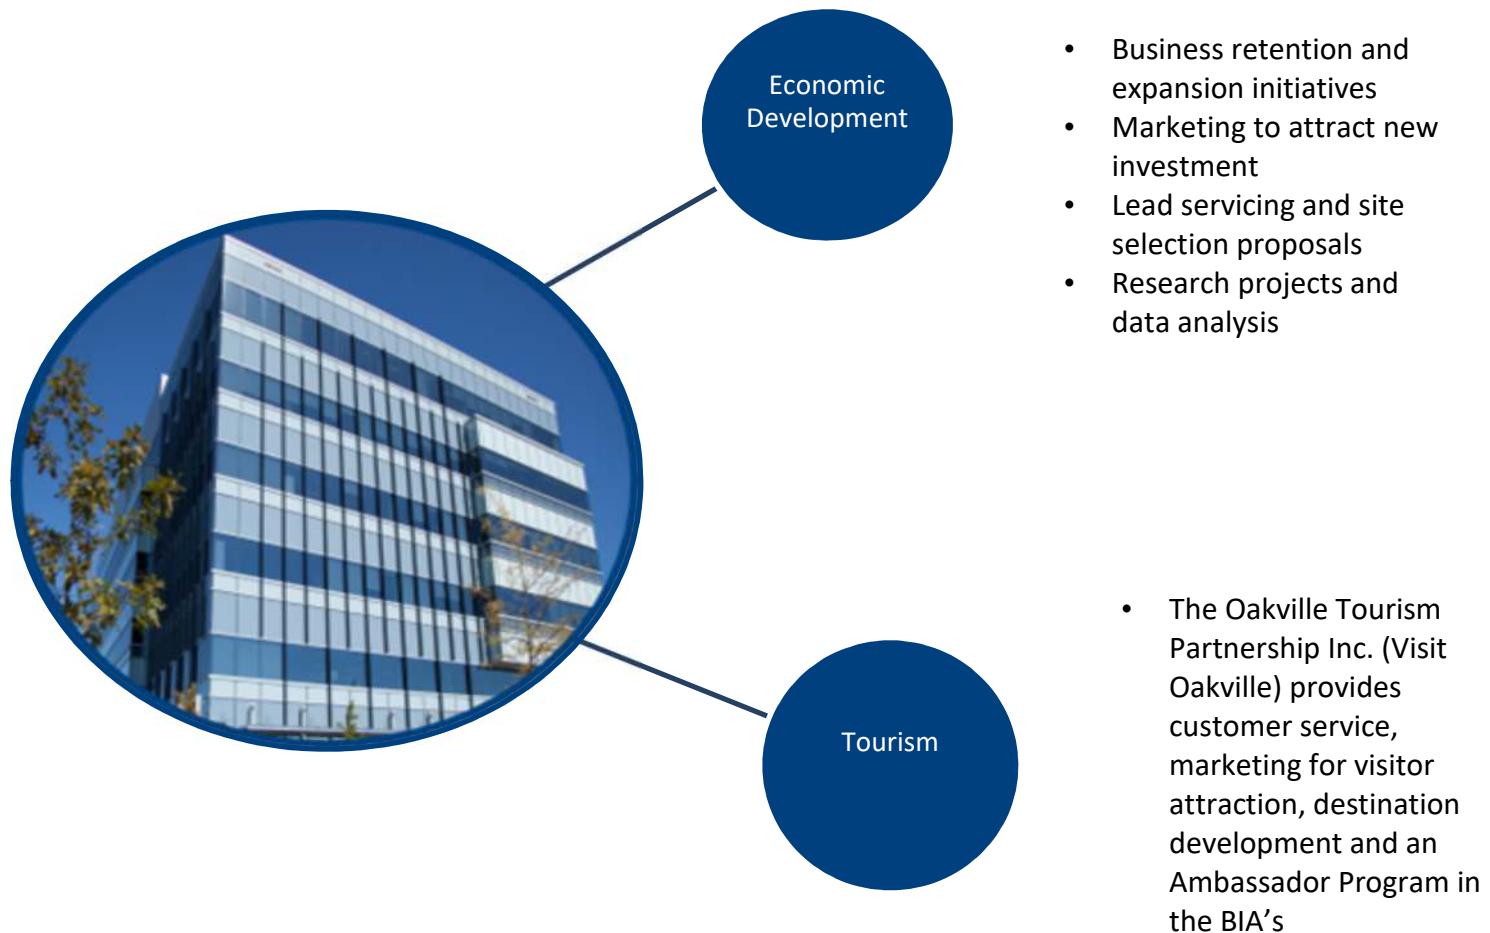 Economic
Development
• Business retention and
expansion initiatives
• Marketing to attract new
investment
• Lead servicing and site
selection proposals
• Research projects and
data analysis
Tourism
• The Oakville Tourism
Partnership Inc. (Visit
Oakville) provides
customer service,
marketing for visitor
attraction, destination
development and an
Ambassador Program in
the BIA’s